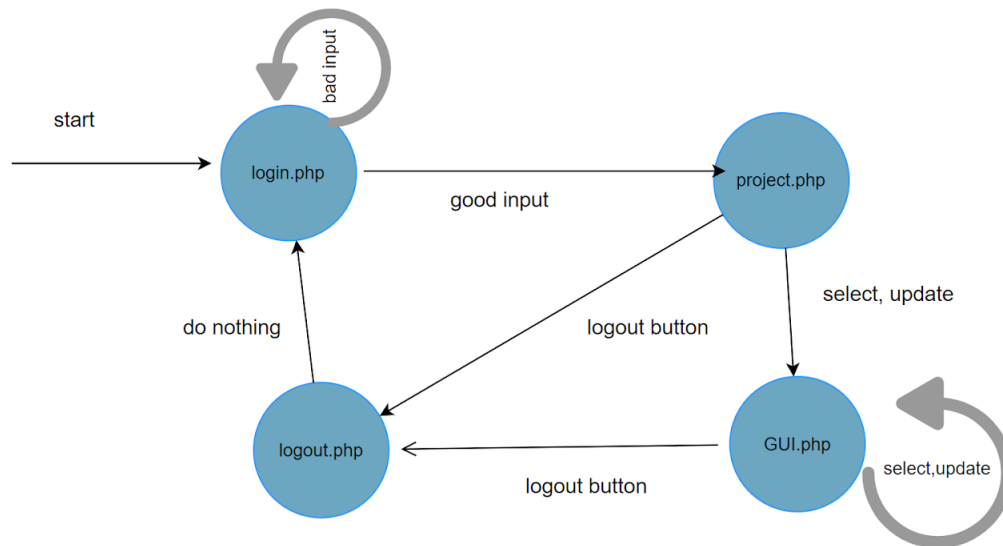 bad input
start
login.php
project.php
good input
select, update
do nothing
logout button
logout.php
GUI.php
select,update
logout button